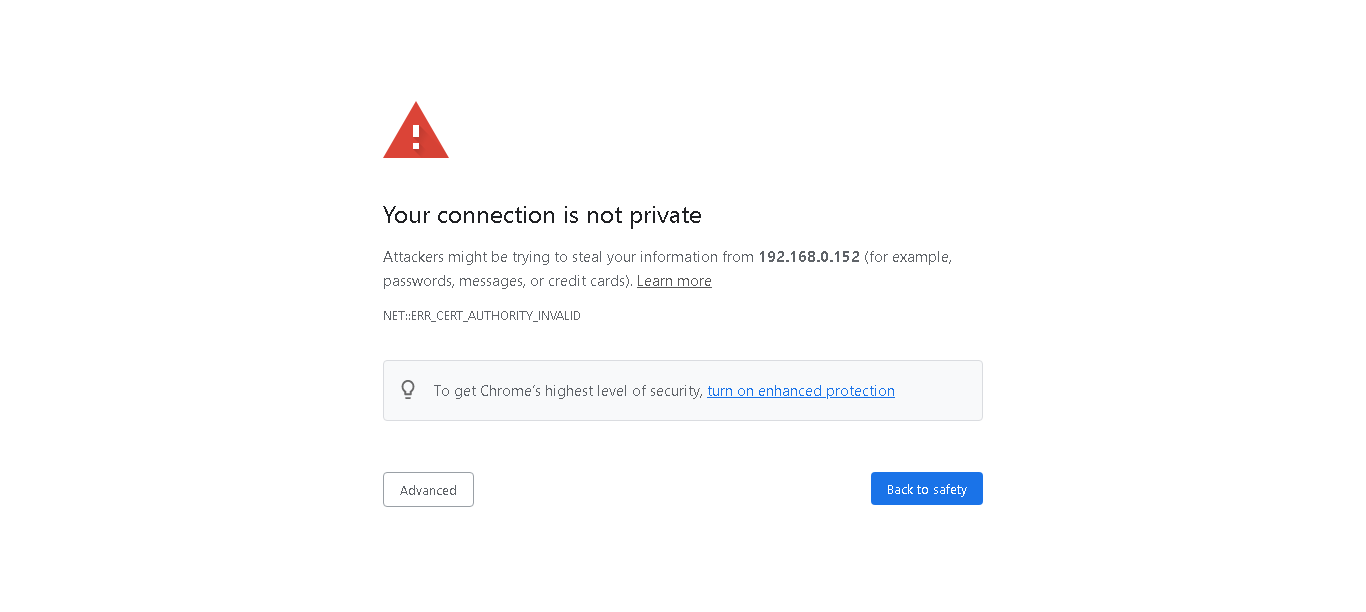 Your connection is not private
Attackers might be trying to steal your information from 192.168.0.152 (for example,
passwords, messages, or credit cards). Learn more
NET::ERR_CERT_AUTHORITY_INVALID
To get Chrome's highest level of security, turn on enhanced protection
Advanced
Back to safety